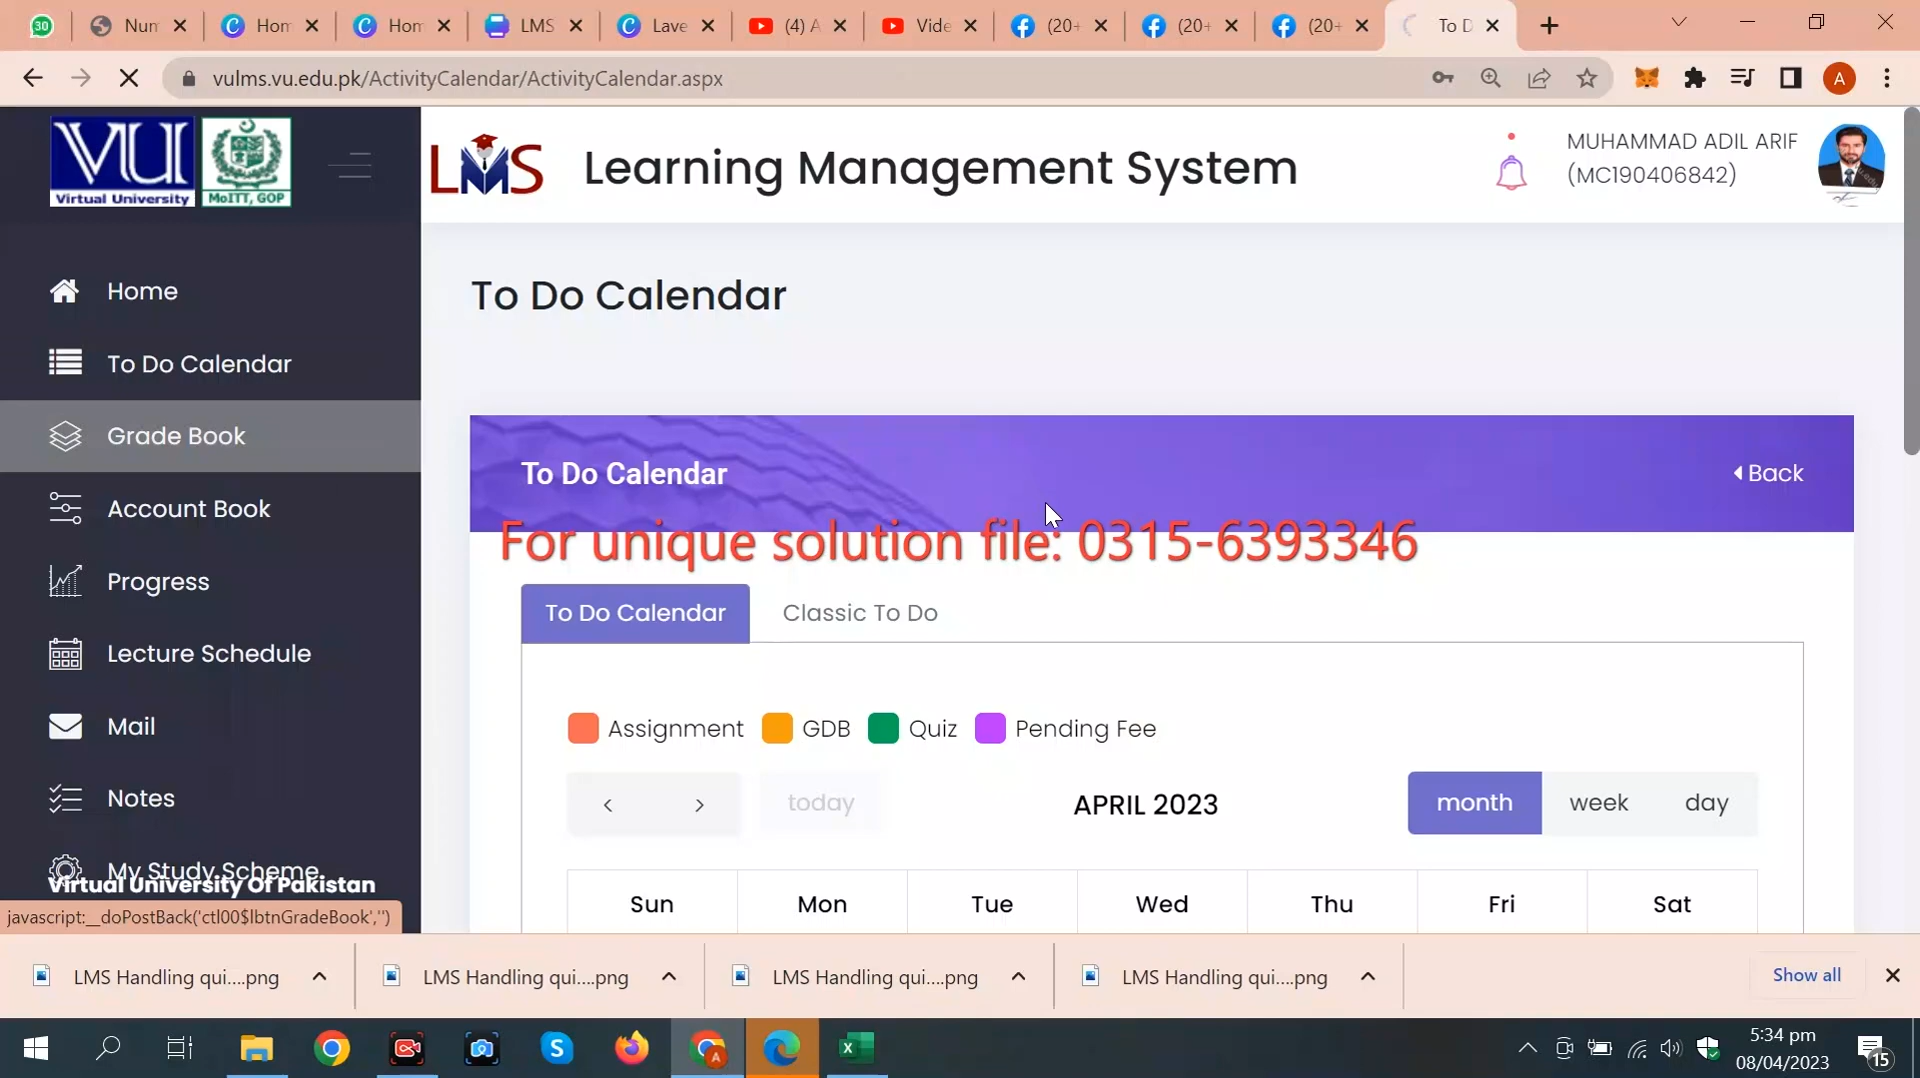 30
Nun
Hom
Hom
LMS
Lave
(4) A
Vide
(20+
(20+
(20+
To D
vulms.vu.edu.pk/ActivityCalendar/ActivityCalendar.aspx
A
VU
Virtual University
MoITT, GOP
LMS
Learning Management System
MUHAMMAD ADIL ARIF
(MC190406842)
Home
To Do Calendar
Grade Book
Account Book
Progress
Lecture Schedule
Mail
Notes
My Study Scheme
Virtual University Of Pakistan
javascript:__doPostBack('ctl00$lbtnGradeBook','')
To Do Calendar
To Do Calendar
Back
For unique solution file: 0315-6393346
To Do Calendar
Classic To Do
Assignment
GDB
Quiz
Pending Fee
today
APRIL 2023
month
week
day
Sun
Mon
Tue
Wed
Thu
Fri
Sat
LMS Handling qui....png
LMS Handling qui....png
LMS Handling qui....png
LMS Handling qui....png
Show all
5:34 pm
08/04/2023
15